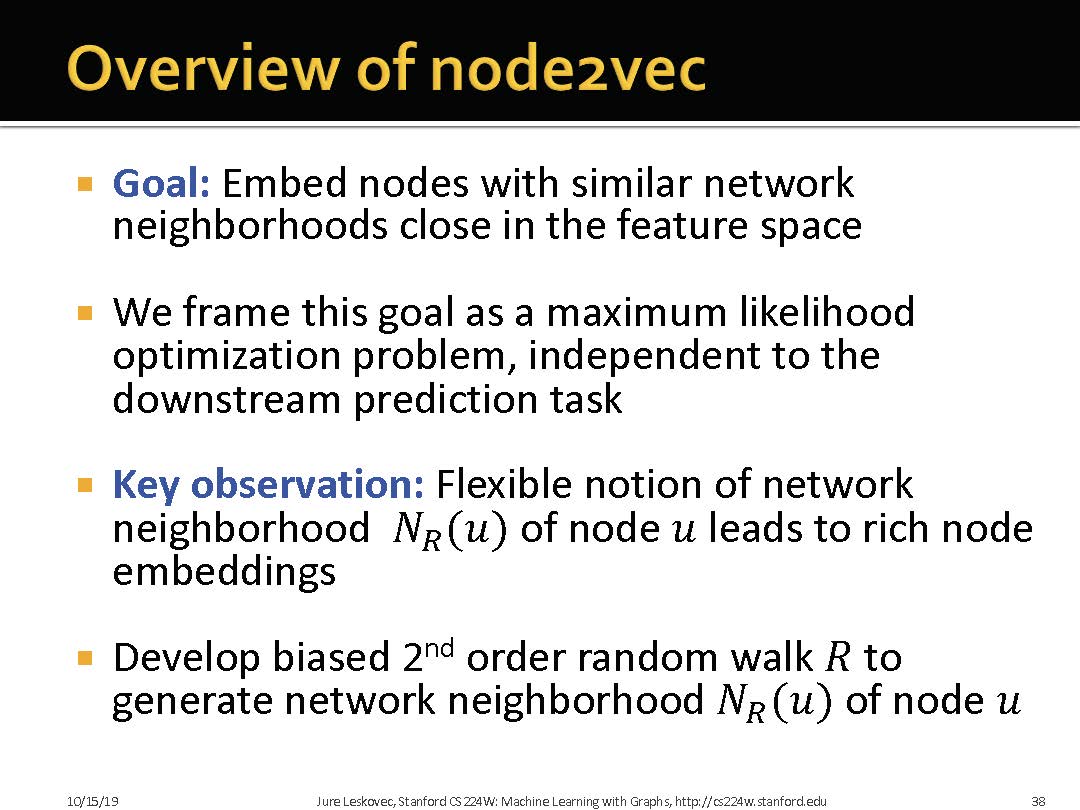 Overview of node2vec
Goal: Embed nodes with similar network
neighborhoods close in the feature space
We frame this goal as a maximum likelihood
optimization problem, independent to the
downstream prediction task
Key observation: Flexible notion of network
neighborhood N_R(u) of node u leads to rich node
embeddings
Develop biased 2nd order random walk R to
generate network neighborhood N_R(u) of node u
10/15/19
Jure Leskovec, Stanford CS224W: Machine Learning with Graphs, http://cs224w.stanford.edu
38